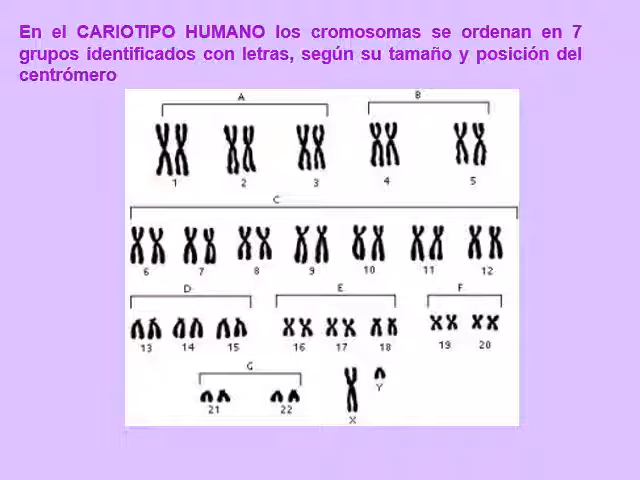 En el CARIOTIPO HUMANO los cromosomas se ordenan en 7
grupos identificados con letras, según su tamaño y posición del
centrómero
A B
1 2 3 4 5
C
6 7 8 9 10 11 12
D E F
13 14 15 16 17 18 19 20
G
21 22 X Y